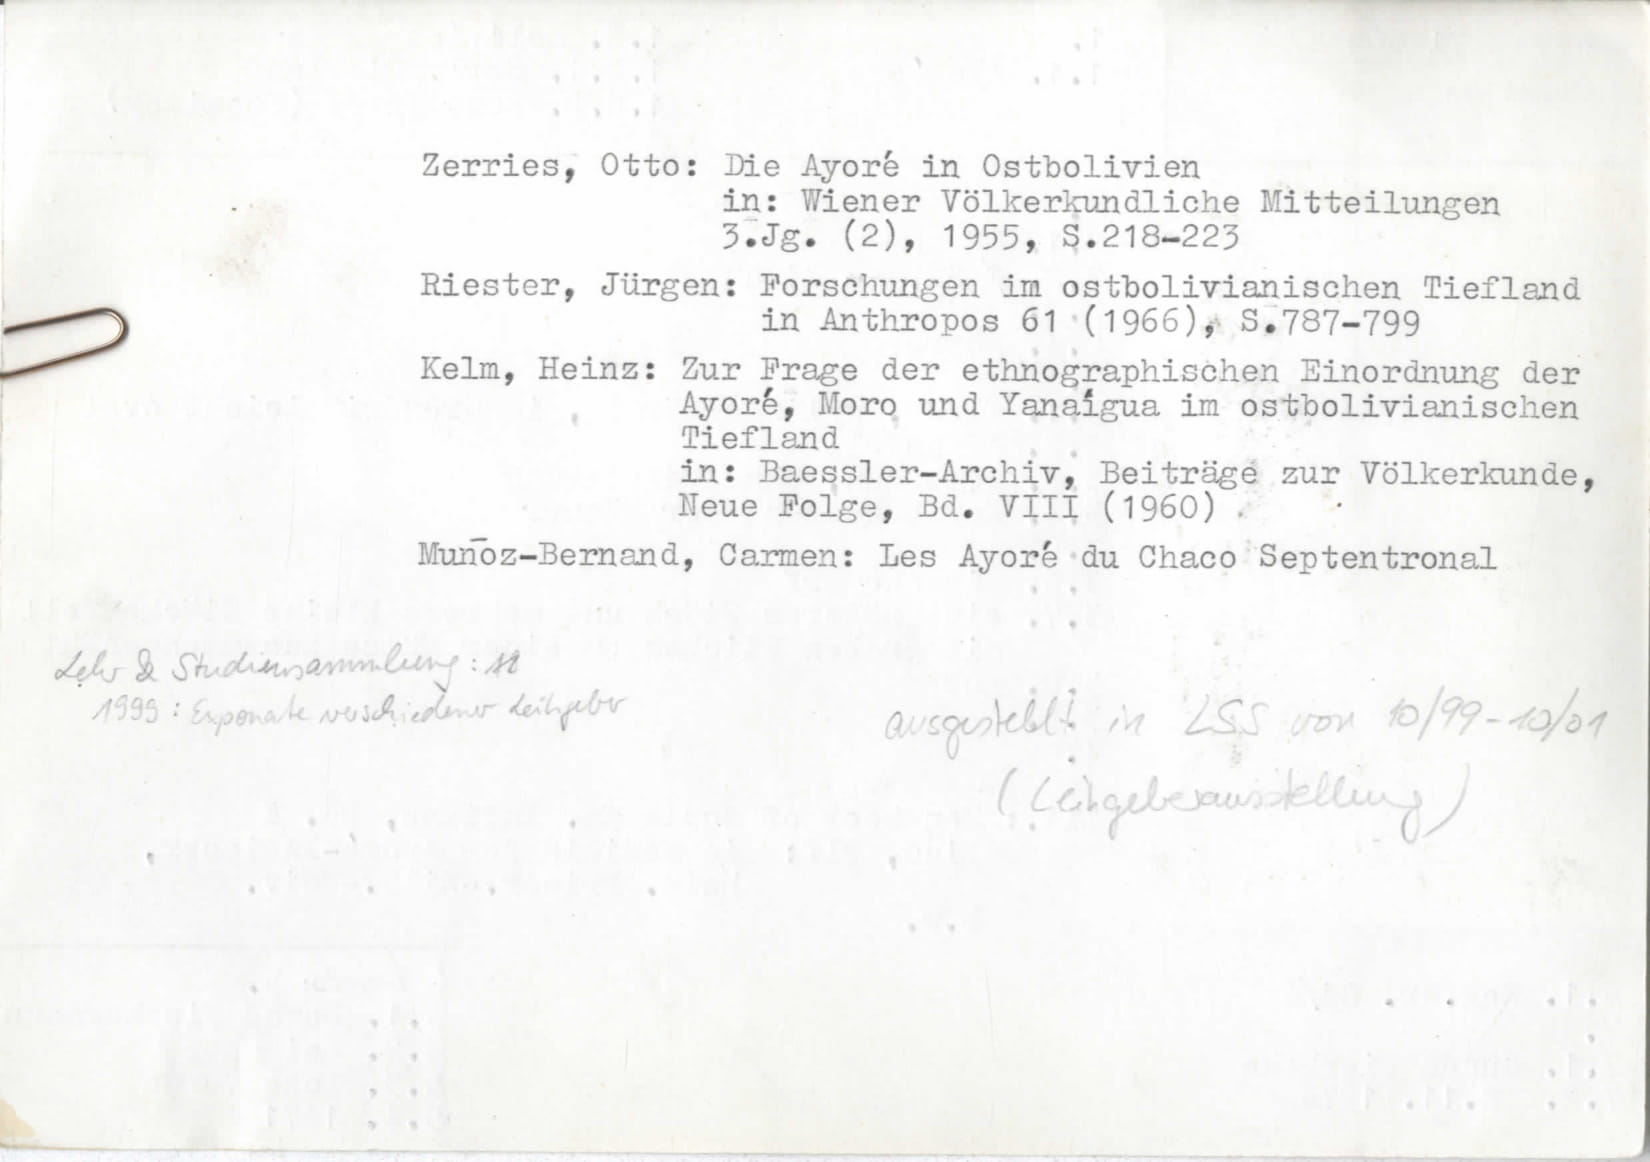 Zerries, Otto: Die Ayoré in Ostbolivien
in: Wiener Völkerkundliche Mitteilungen
3.Jg. (2), 1955, S.218-223
Riester, Jürgen: Forschungen im ostbolivianischen Tiefland
in Anthropos 61 (1966), S.787-799
Kelm, Heinz: Zur Frage der ethnographischen Einordnung der
Ayoré, Moro und Yanaígua im ostbolivianischen
Tiefland
in: Baessler-Archiv, Beiträge zur Völkerkunde,
Neue Folge, Bd. VIII (1960)
Muñoz-Bernand, Carmen: Les Ayoré du Chaco Septentronal
Lehr & Studiensammlung:
1999: Exponate verschiedener Leihgeber
ausgestellt in LSS von 10/99-10/01
(Leihgeberausstellung)